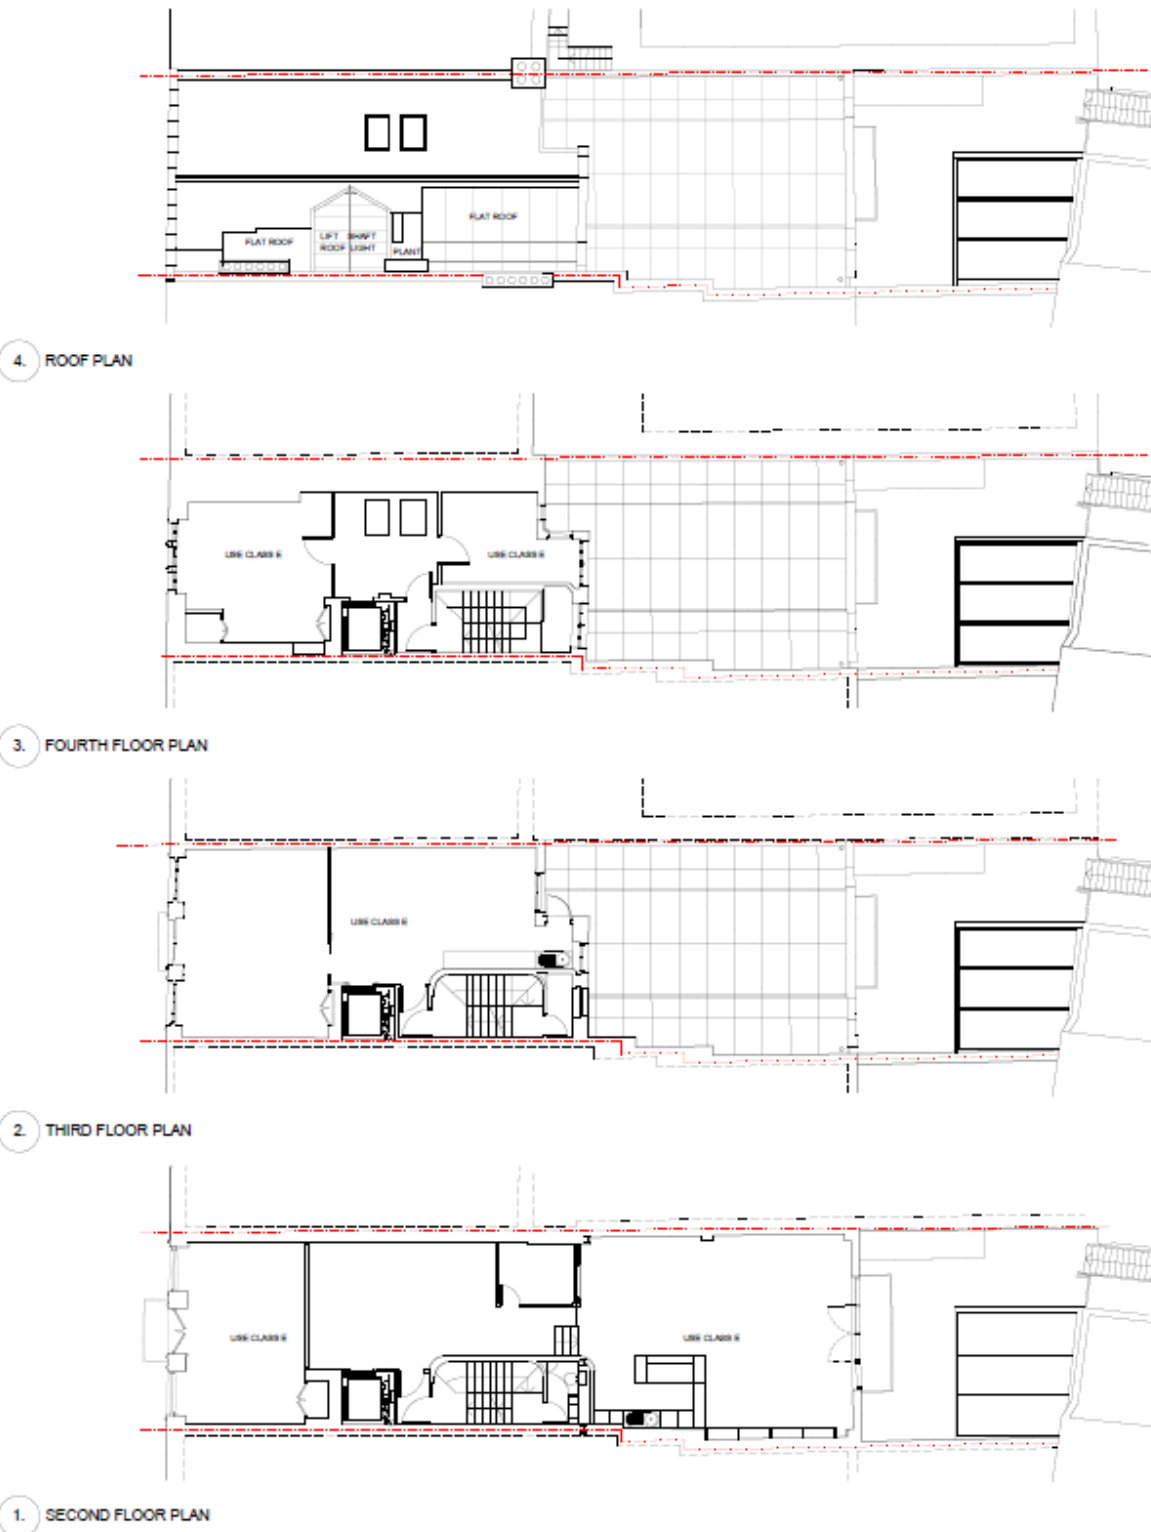 FLAT ROOF
LIFT SHAFT
ROOF LIGHT
PLANT
FLAT ROOF
4. ROOF PLAN
USE CLASS E
USE CLASS E
3. FOURTH FLOOR PLAN
USE CLASS E
2. THIRD FLOOR PLAN
USE CLASS E
USE CLASS E
1. SECOND FLOOR PLAN